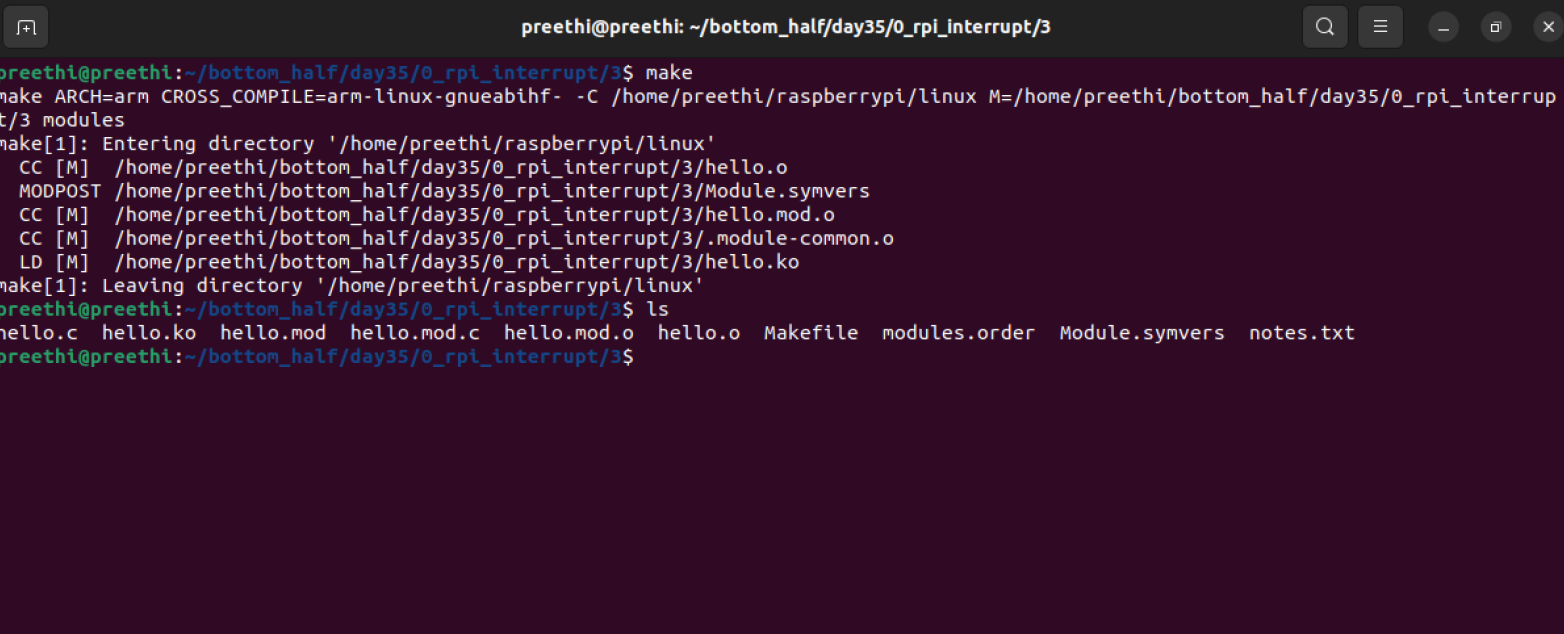 preethi@preethi: ~/bottom_half/day35/0_rpi_interrupt/3
preethi@preethi:~/bottom_half/day35/0_rpi_interrupt/3$ make
make ARCH=arm CROSS_COMPILE=arm-linux-gnueabihf- -C /home/preethi/raspberrypi/linux M=/home/preethi/bottom_half/day35/0_rpi_interrup
t/3 modules
make[1]: Entering directory '/home/preethi/raspberrypi/linux'
  CC [M]  /home/preethi/bottom_half/day35/0_rpi_interrupt/3/hello.o
  MODPOST /home/preethi/bottom_half/day35/0_rpi_interrupt/3/Module.symvers
  CC [M]  /home/preethi/bottom_half/day35/0_rpi_interrupt/3/hello.mod.o
  CC [M]  /home/preethi/bottom_half/day35/0_rpi_interrupt/3/.module-common.o
  LD [M]  /home/preethi/bottom_half/day35/0_rpi_interrupt/3/hello.ko
make[1]: Leaving directory '/home/preethi/raspberrypi/linux'
preethi@preethi:~/bottom_half/day35/0_rpi_interrupt/3$ ls
hello.c  hello.ko  hello.mod  hello.mod.c  hello.mod.o  hello.o  Makefile  modules.order  Module.symvers  notes.txt
preethi@preethi:~/bottom_half/day35/0_rpi_interrupt/3$